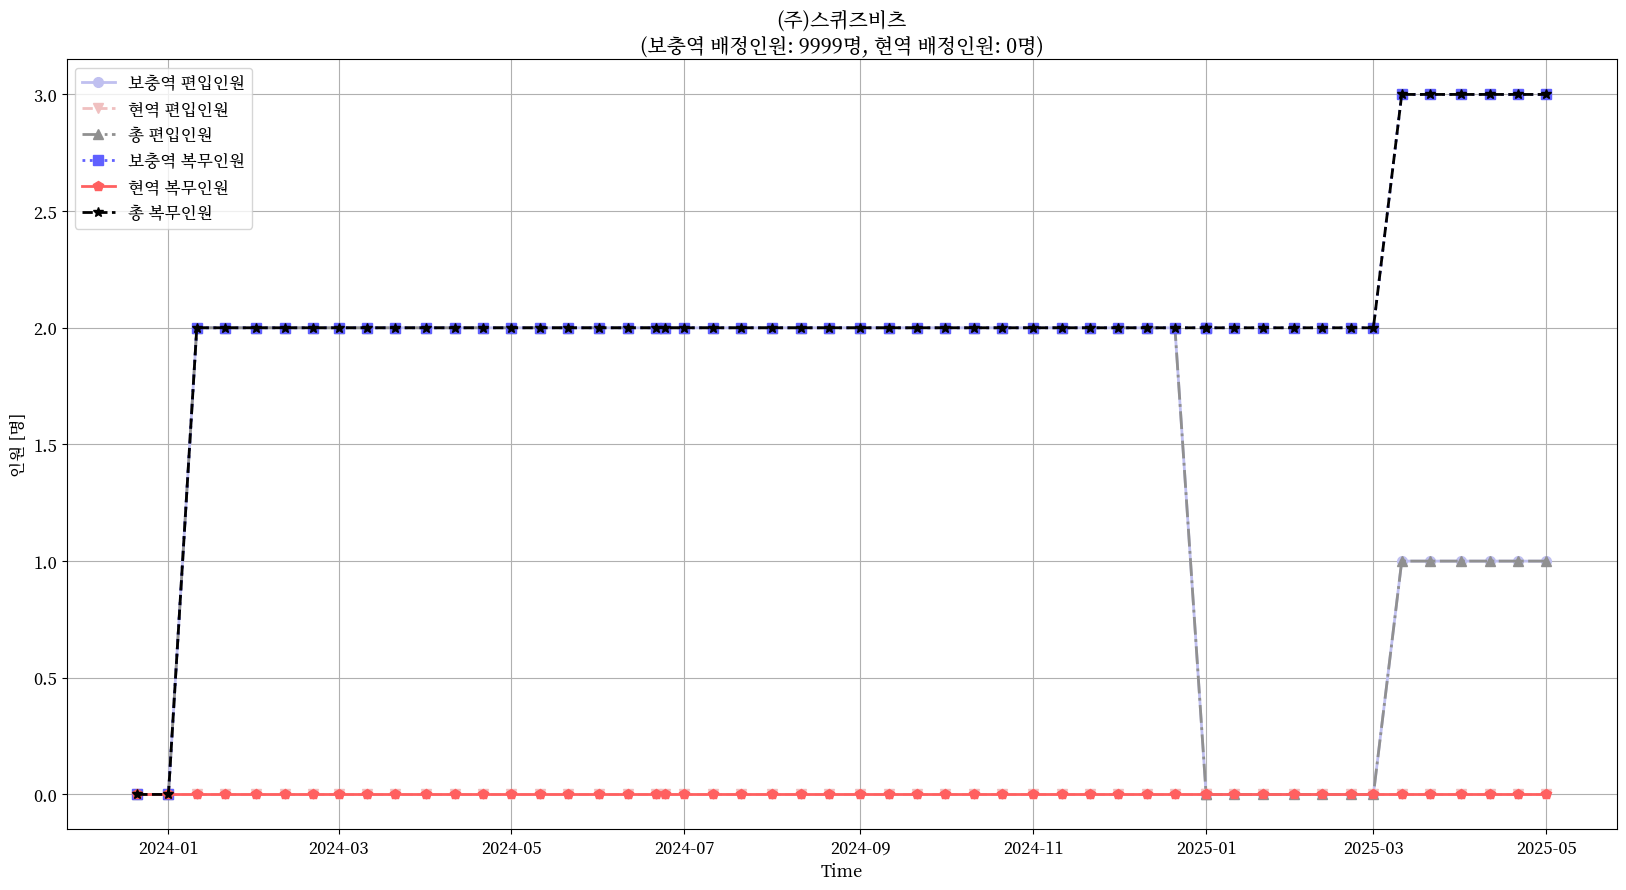 (주)스퀴즈비츠
(보충역 배정인원: 9999명, 현역 배정인원: 0명)
보충역 편입인원
현역 편입인원
총 편입인원
보충역 복무인원
현역 복무인원
총 복무인원
3.0
2.5
2.0
1.5
1.0
0.5
0.0
인원 [명]
2024-01
2024-03
2024-05
2024-07
2024-09
2024-11
2025-01
2025-03
2025-05
Time